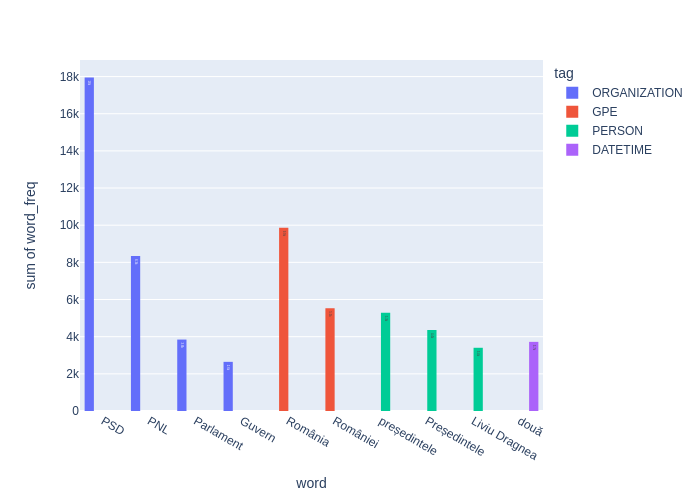 tag
ORGANIZATION
GPE
PERSON
DATETIME
sum of word_freq
18k
16k
14k
12k
10k
8k
6k
4k
2k
0
PSD
PNL
Parlament
Guvern
România
României
președintele
Președintele
Liviu Dragnea
două
word